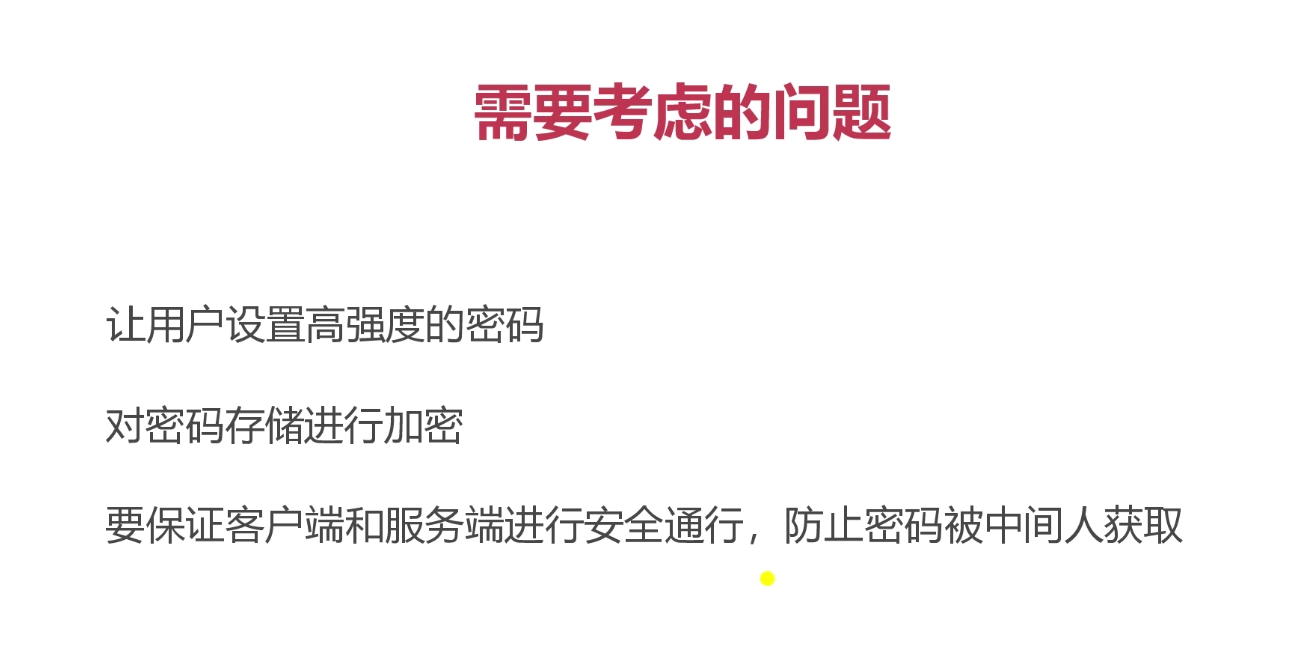 需要考虑的问题
让用户设置高强度的密码
对密码存储进行加密
要保证客户端和服务端进行安全通行，防止密码被中间人获取